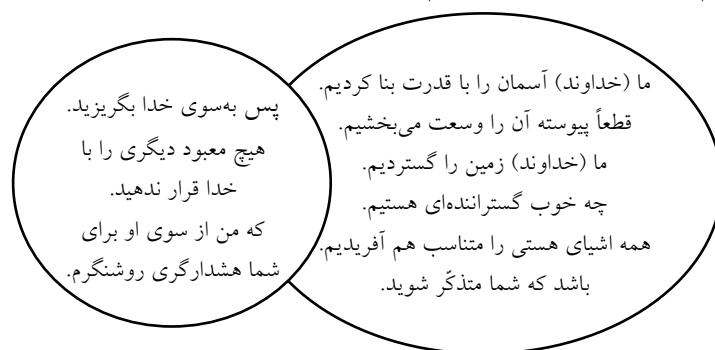 ما (خداوند) آسمان را با قدرت بنا کردیم.
قطعاً پیوسته آن را وسعت می‌بخشیم.
ما (خداوند) زمین را گستردیم.
چه خوب گستراننده‌ای هستیم.
همه اشیای هستی را متناسب هم آفریدیم.
باشد که شما متذکّر شوید.
پس به‌سوی خدا بگریزید.
هیچ معبود دیگری را با
خدا قرار ندهید.
که من از سوی او برای
شما هشدارگری روشنگرم.